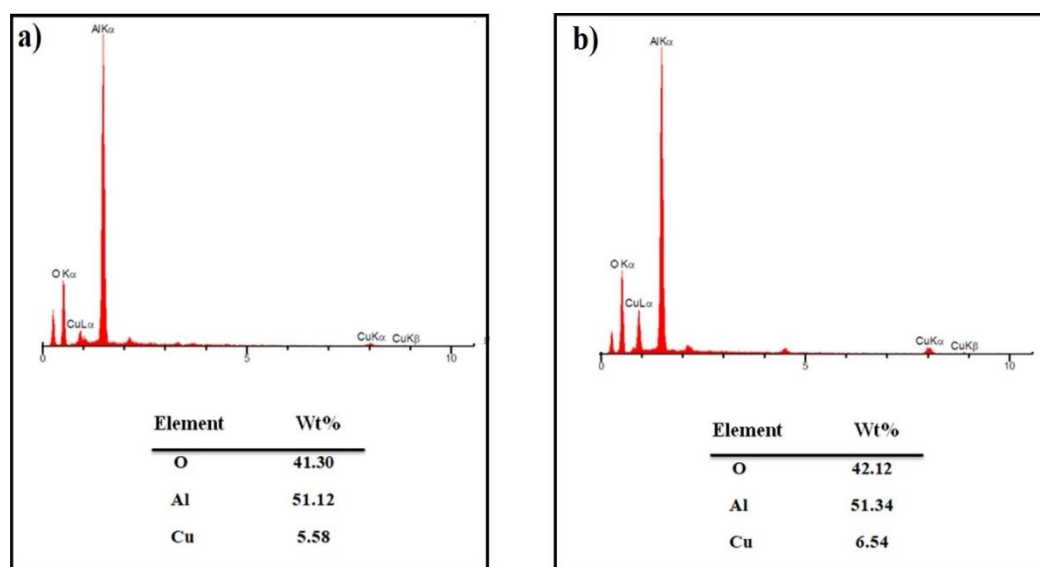 a)
AlKα
O Kα
CuLα
CuKα CuKβ
0 5 10
Element Wt%
O 41.30
Al 51.12
Cu 5.58
b)
AlKα
O Kα
CuLα
CuKα CuKβ
0 5 10
Element Wt%
O 42.12
Al 51.34
Cu 6.54